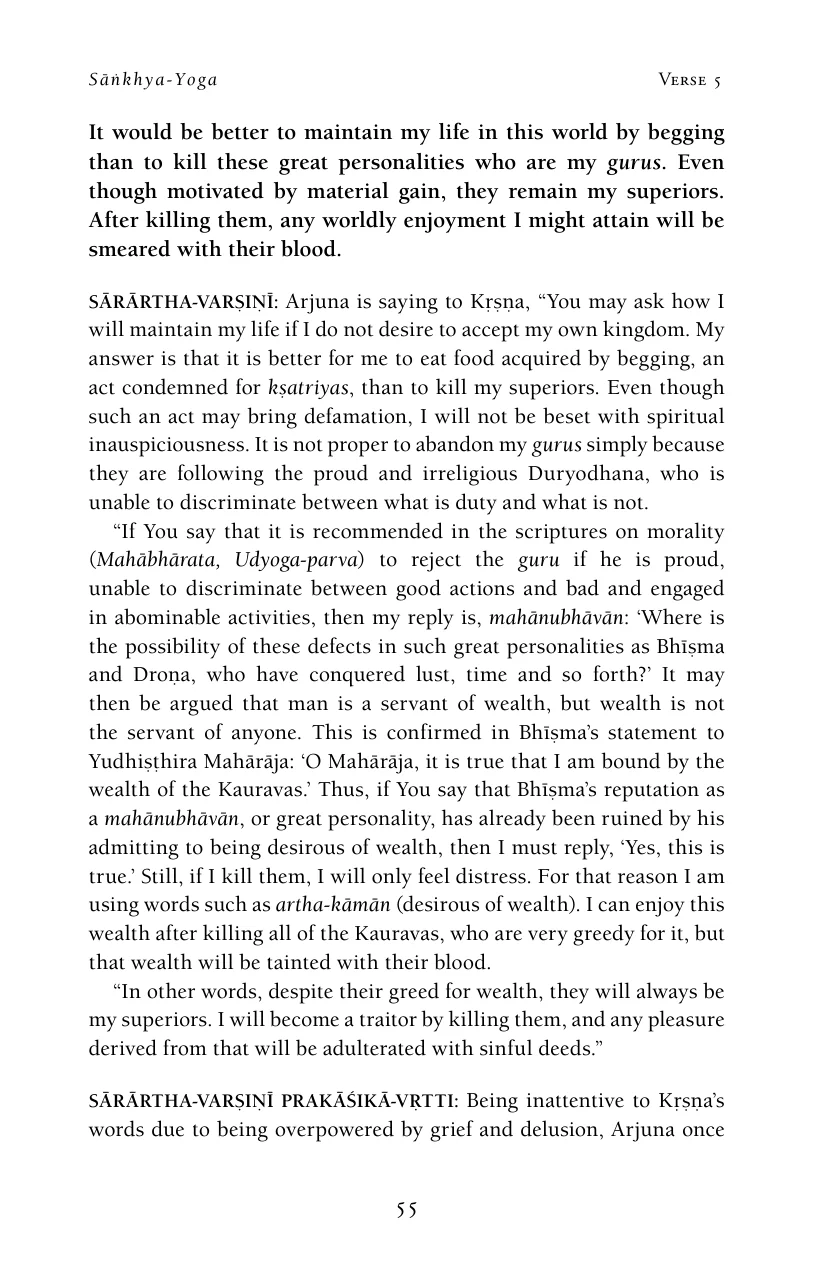 Sāṅkhya-Yoga Verse 5
It would be better to maintain my life in this world by begging
than to kill these great personalities who are my gurus. Even
though motivated by material gain, they remain my superiors.
After killing them, any worldly enjoyment I might attain will be
smeared with their blood.
SĀRĀRTHA-VARṢIṆĪ: Arjuna is saying to Kṛṣṇa, “You may ask how I
will maintain my life if I do not desire to accept my own kingdom. My
answer is that it is better for me to eat food acquired by begging, an
act condemned for kṣatriyas, than to kill my superiors. Even though
such an act may bring defamation, I will not be beset with spiritual
inauspiciousness. It is not proper to abandon my gurus simply because
they are following the proud and irreligious Duryodhana, who is
unable to discriminate between what is duty and what is not.
“If You say that it is recommended in the scriptures on morality
(Mahābhārata, Udyoga-parva) to reject the guru if he is proud,
unable to discriminate between good actions and bad and engaged
in abominable activities, then my reply is, mahānubhāvān: ‘Where is
the possibility of these defects in such great personalities as Bhīṣma
and Droṇa, who have conquered lust, time and so forth?’ It may
then be argued that man is a servant of wealth, but wealth is not
the servant of anyone. This is confirmed in Bhīṣma’s statement to
Yudhiṣṭhira Mahārāja: ‘O Mahārāja, it is true that I am bound by the
wealth of the Kauravas.’ Thus, if You say that Bhīṣma’s reputation as
a mahānubhāvān, or great personality, has already been ruined by his
admitting to being desirous of wealth, then I must reply, ‘Yes, this is
true.’ Still, if I kill them, I will only feel distress. For that reason I am
using words such as artha-kāmān (desirous of wealth). I can enjoy this
wealth after killing all of the Kauravas, who are very greedy for it, but
that wealth will be tainted with their blood.
“In other words, despite their greed for wealth, they will always be
my superiors. I will become a traitor by killing them, and any pleasure
derived from that will be adulterated with sinful deeds.”
SĀRĀRTHA-VARṢIṆĪ PRAKĀŚIKĀ-VṚTTI: Being inattentive to Kṛṣṇa’s
words due to being overpowered by grief and delusion, Arjuna once
55